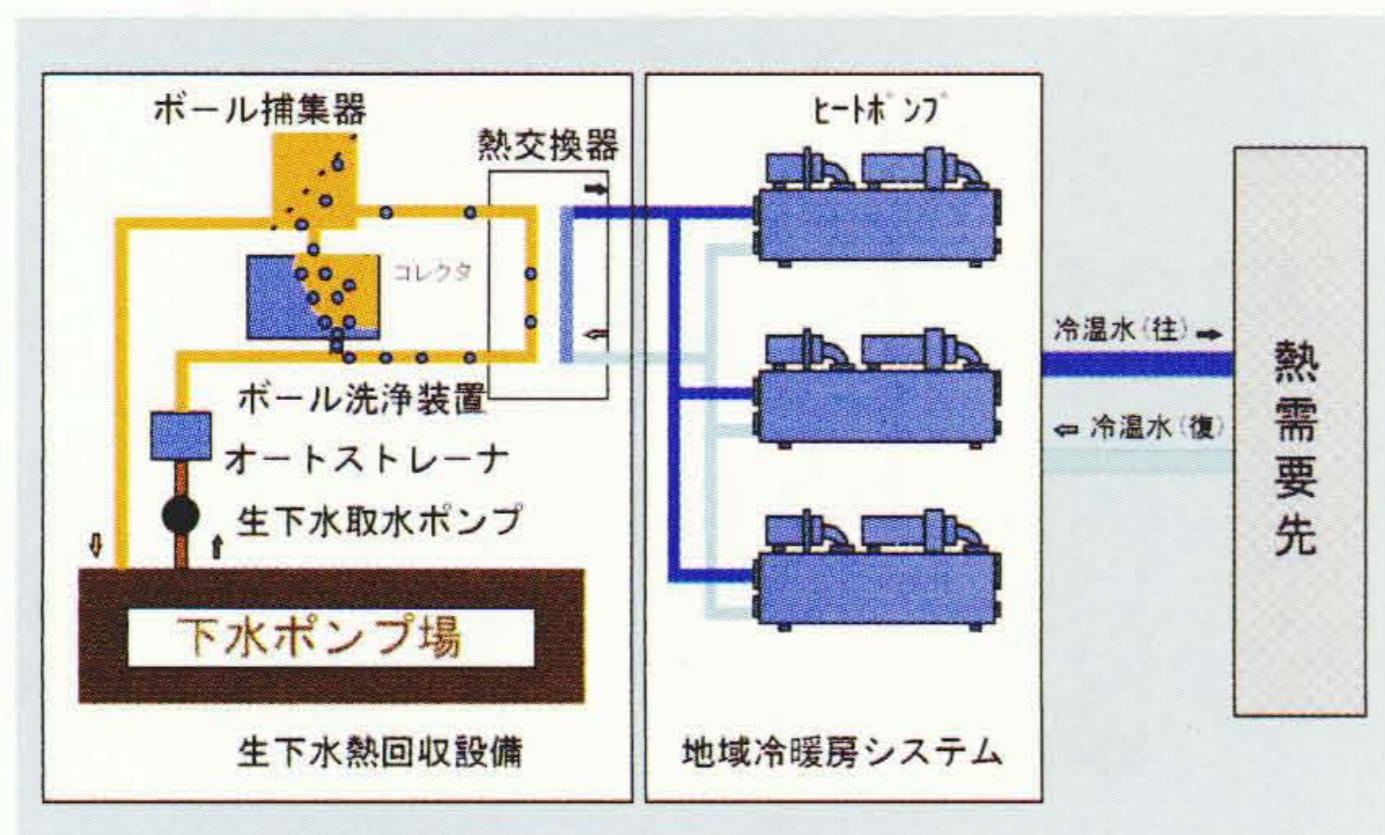 ボール捕集器
熱交換器
コレクタ
ボール洗浄装置
オートストレーナ
生下水取水ポンプ
下水ポンプ場
生下水熱回収設備
ヒートポンプ
地域冷暖房システム
冷温水(往)
冷温水(復)
熱需要先